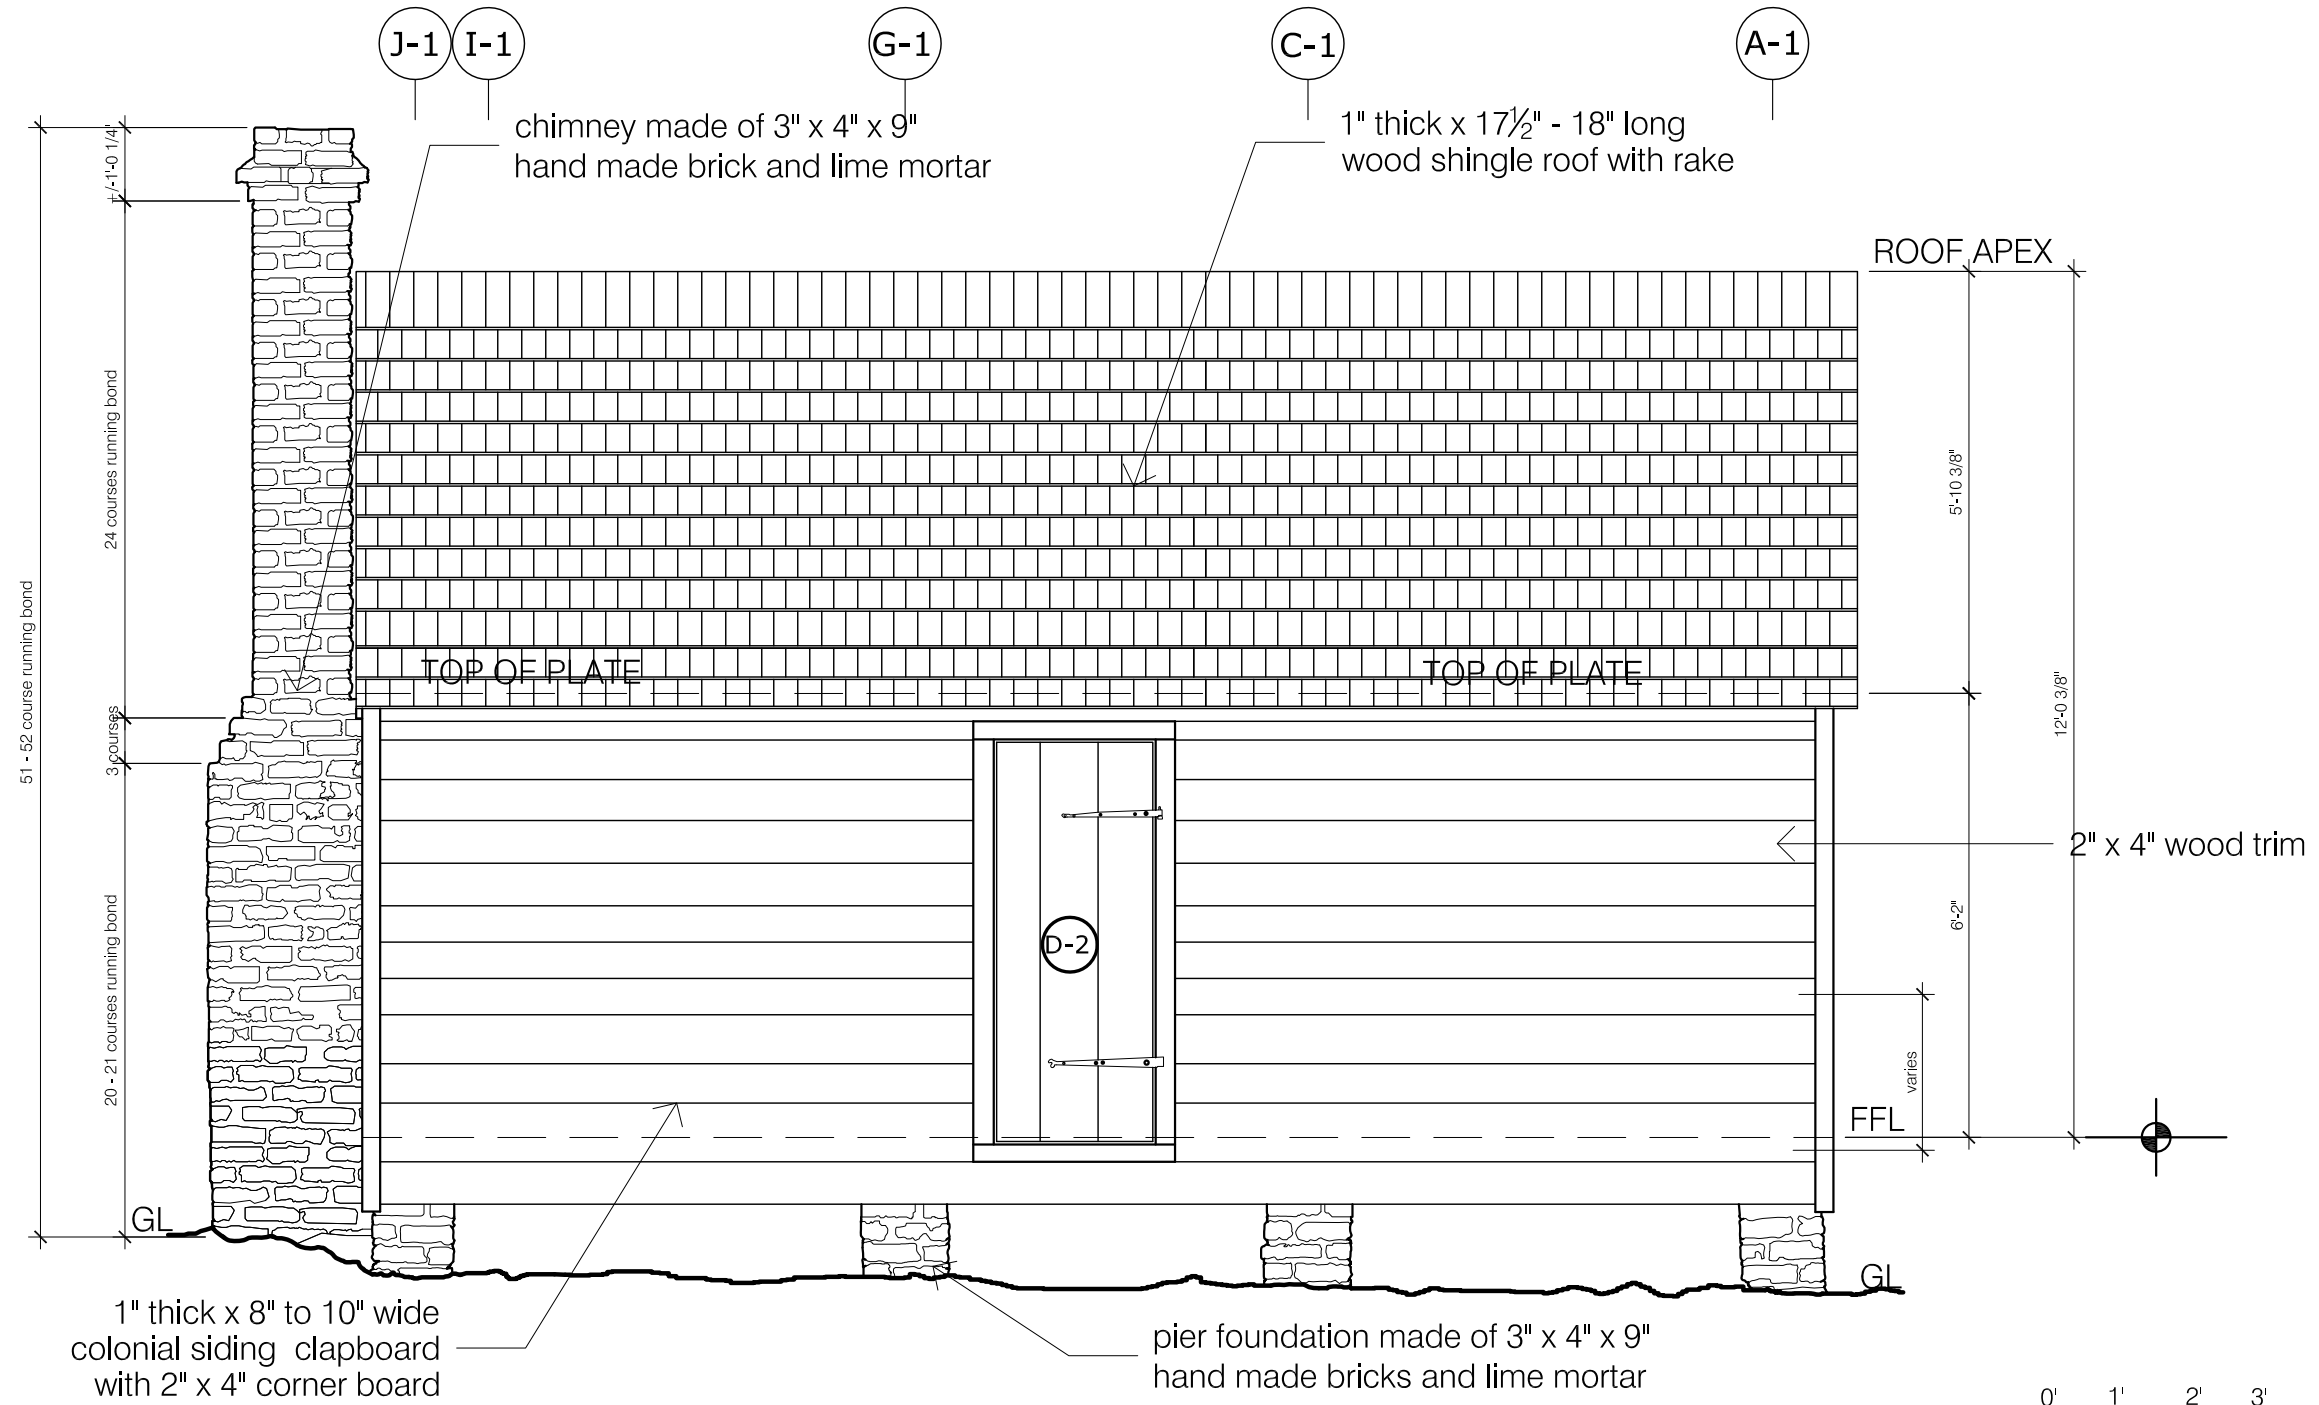 J-1
I-1
G-1
C-1
A-1
chimney made of 3" x 4" x 9"
hand made brick and lime mortar
1" thick x 17½" - 18" long
wood shingle roof with rake
+/-1'-0 1/4"
ROOF APEX
24 courses running bond
5'-10 3/8"
51 - 52 course running bond
TOP OF PLATE
TOP OF PLATE
3 courses
12'-0 3/8"
2" x 4" wood trim
20 - 21 courses running bond
6'-2"
D-2
varies
FFL
GL
GL
1" thick x 8" to 10" wide
colonial siding clapboard
with 2" x 4" corner board
pier foundation made of 3" x 4" x 9"
hand made bricks and lime mortar
0' 1' 2' 3'